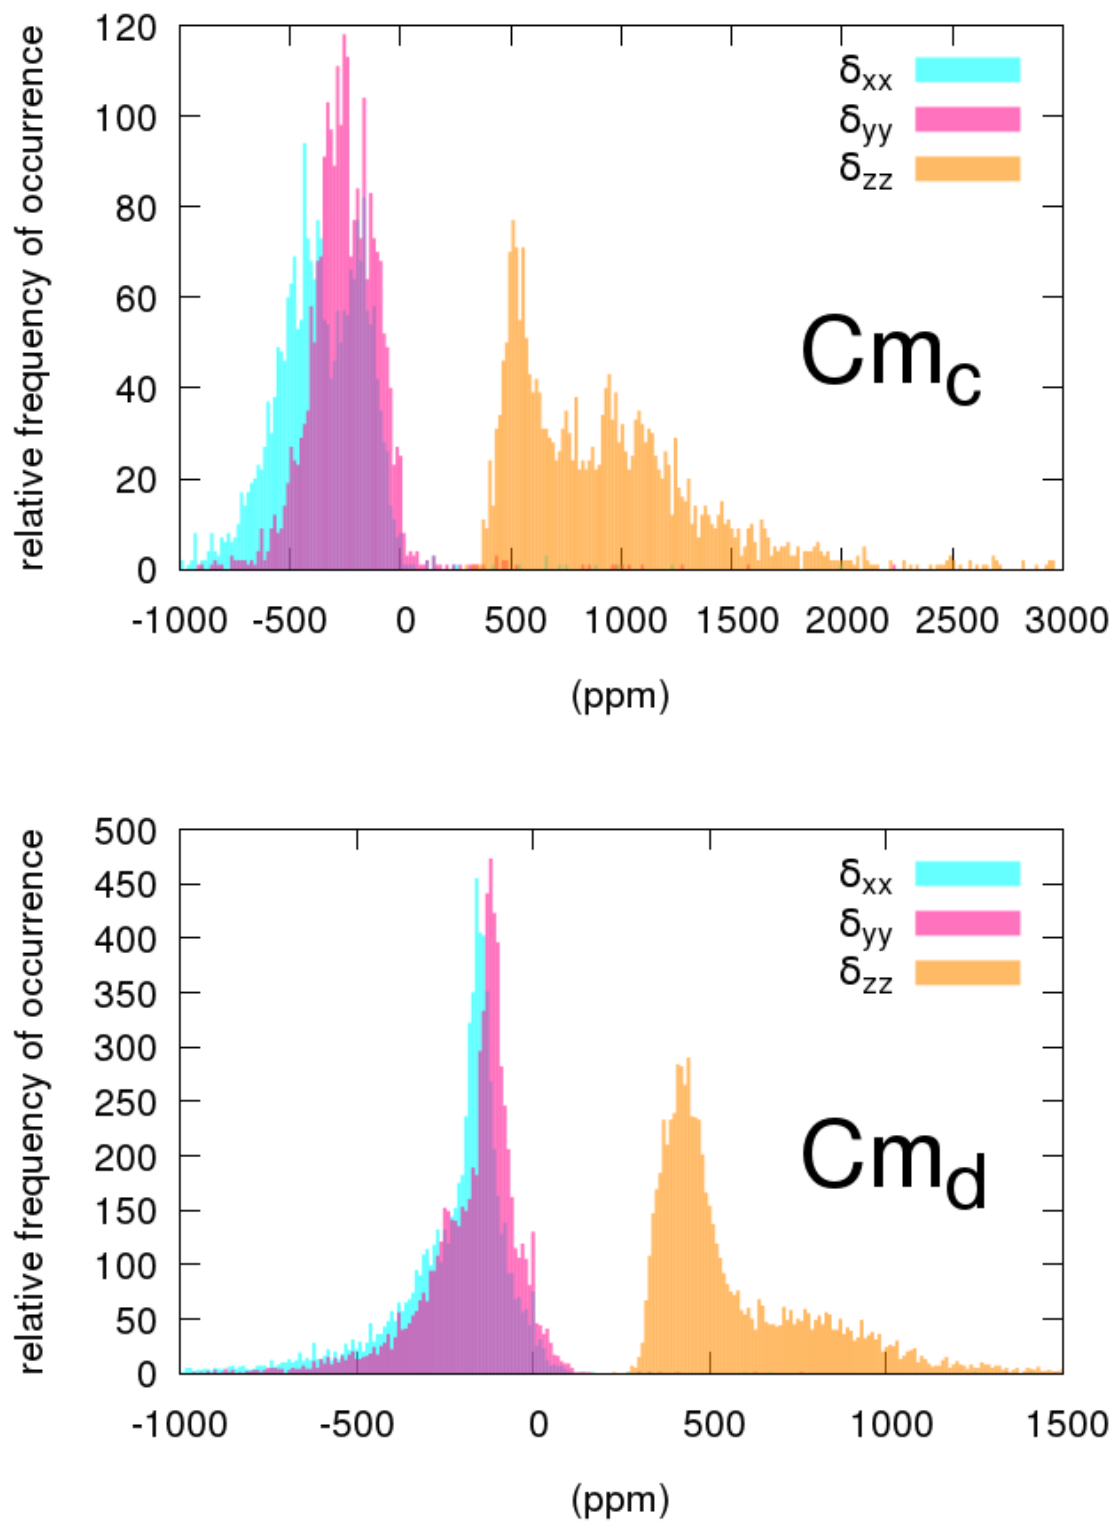 relative frequency of occurrence
120
100
80
60
40
20
0
δxx
δyy
δzz
Cmc
-1000 -500 0 500 1000 1500 2000 2500 3000
(ppm)
relative frequency of occurrence
500
450
400
350
300
250
200
150
100
50
0
δxx
δyy
δzz
Cmd
-1000 -500 0 500 1000 1500
(ppm)